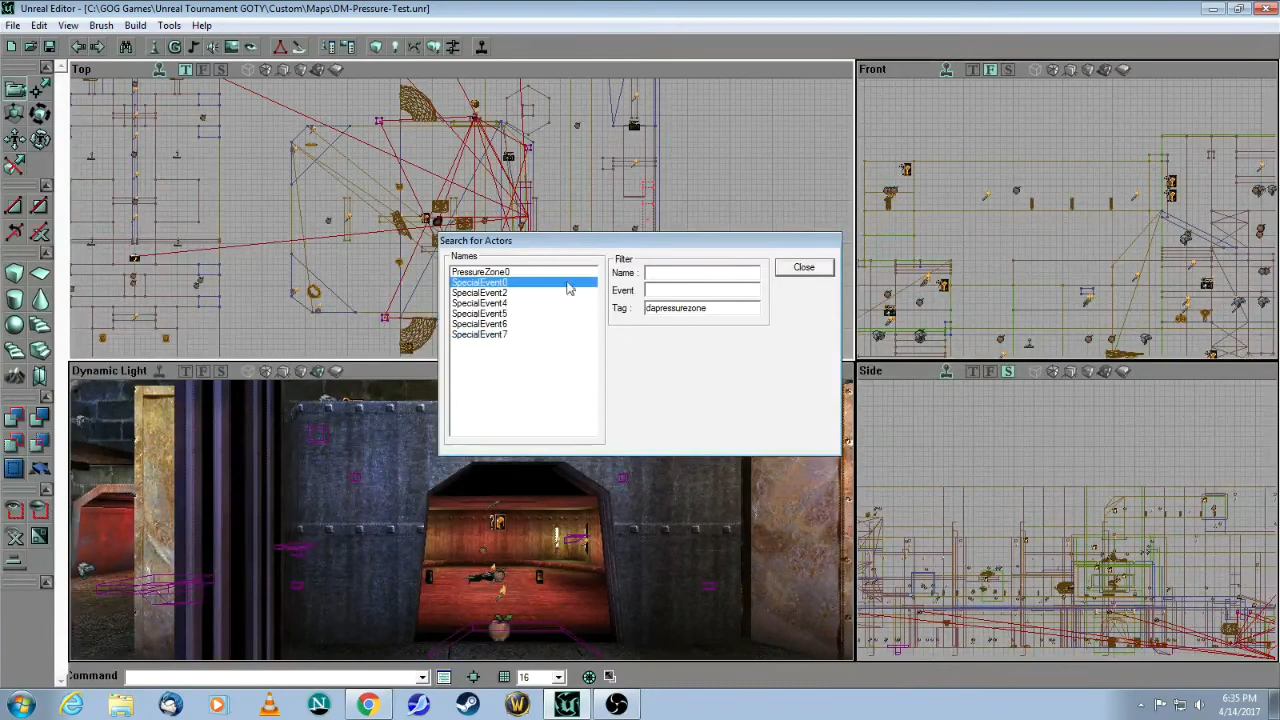 Unreal Editor - [C:\GOG Games\Unreal Tournament GOTY\Custom\Maps\DM-Pressure-Test.unr]
File Edit View Brush Build Tools Help
Top
T F S
Front
T F S
Search for Actors
Names
PressureZone0
SpecialEvent0
SpecialEvent2
SpecialEvent4
SpecialEvent5
SpecialEvent6
SpecialEvent7
Filter
Name :
Event
Tag : dapressurezone
Close
Dynamic Light
T F S
Side
T F S
Command
16
6:35 PM
4/14/2017